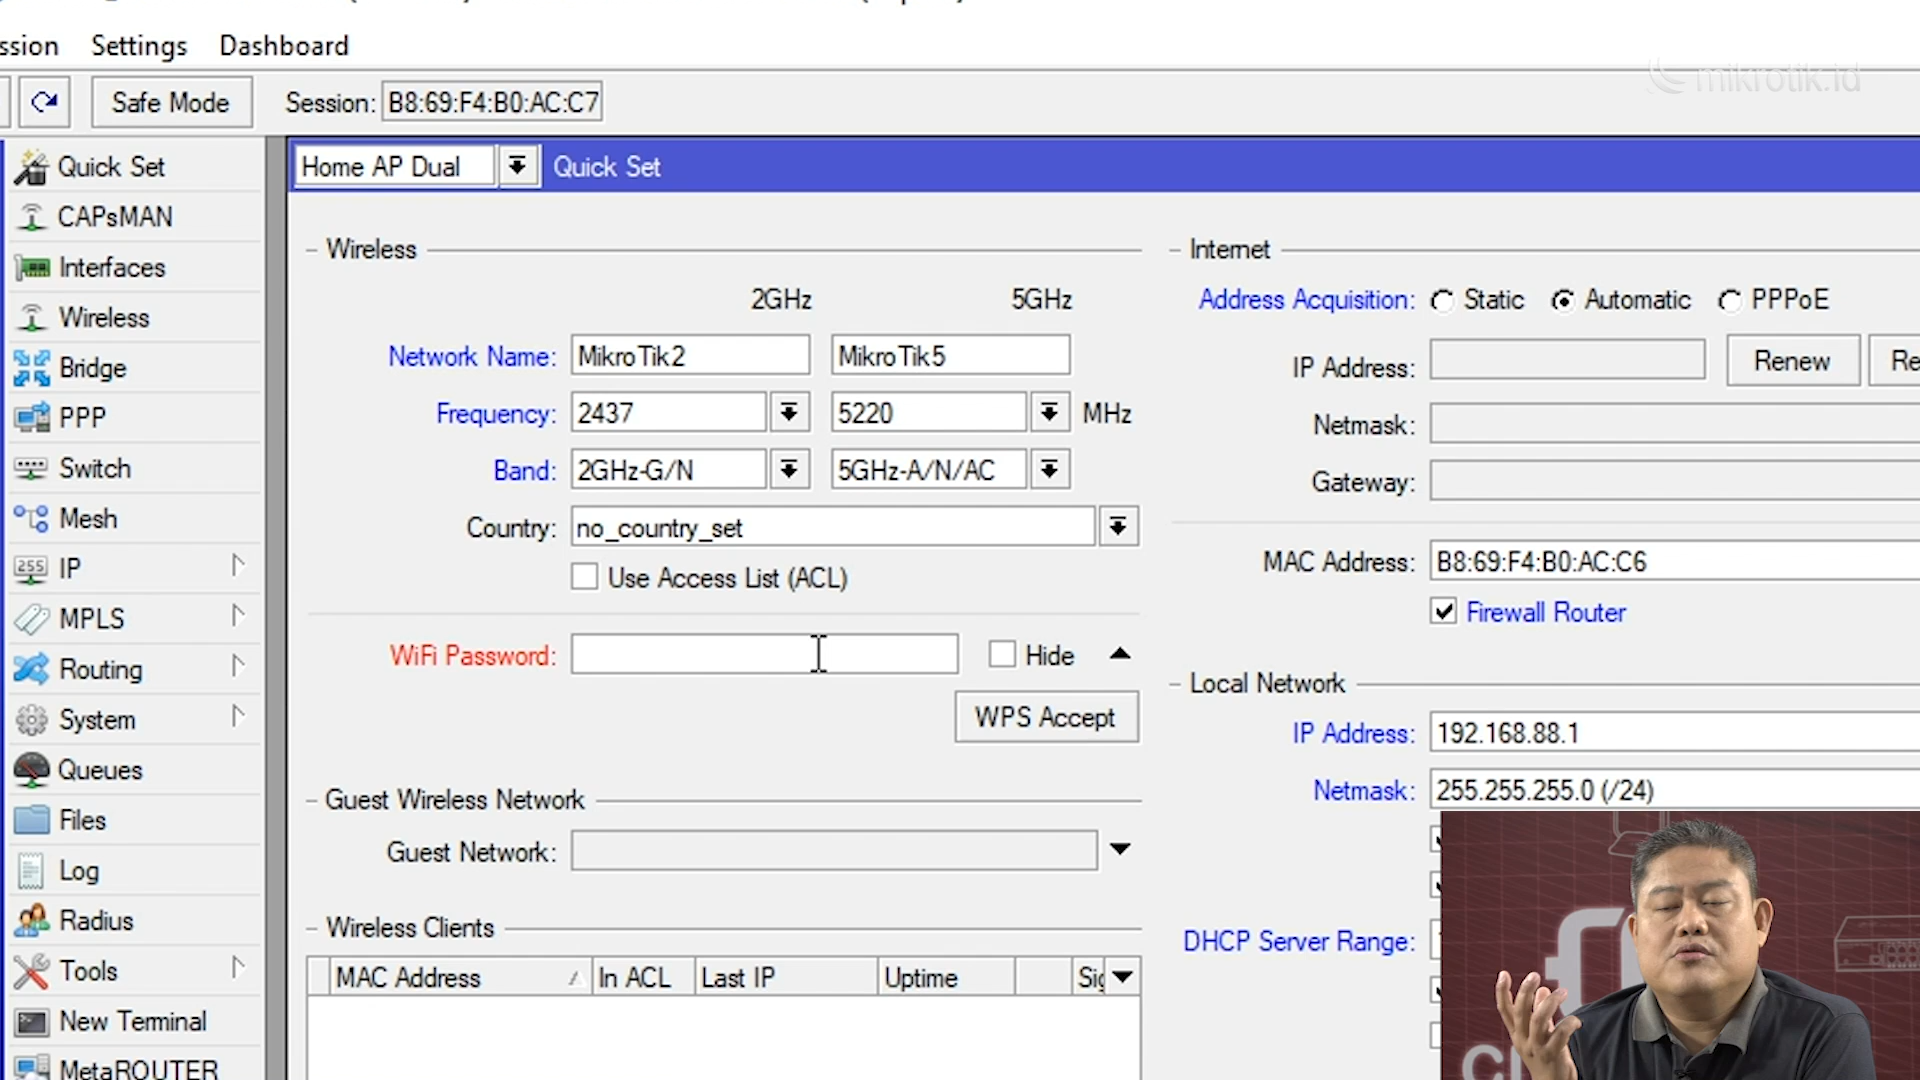 ssion Settings Dashboard
mikrotik.id
Safe Mode Session: B8:69:F4:B0:AC:C7
Quick Set
CAPsMAN
Interfaces
Wireless
Bridge
PPP
Switch
Mesh
IP
MPLS
Routing
System
Queues
Files
Log
Radius
Tools
New Terminal
MetaROUTER
Home AP Dual Quick Set
Wireless
2GHz 5GHz
Network Name: MikroTik2 MikroTik5
Frequency: 2437 5220 MHz
Band: 2GHz-G/N 5GHz-A/N/AC
Country: no_country_set
Use Access List (ACL)
WiFi Password: Hide
WPS Accept
Guest Wireless Network
Guest Network:
Wireless Clients
MAC Address In ACL Last IP Uptime Sig
Internet
Address Acquisition: Static Automatic PPPoE
IP Address: Renew Re
Netmask:
Gateway:
MAC Address: B8:69:F4:B0:AC:C6
Firewall Router
Local Network
IP Address: 192.168.88.1
Netmask: 255.255.255.0 (/24)
DHCP Server Range: